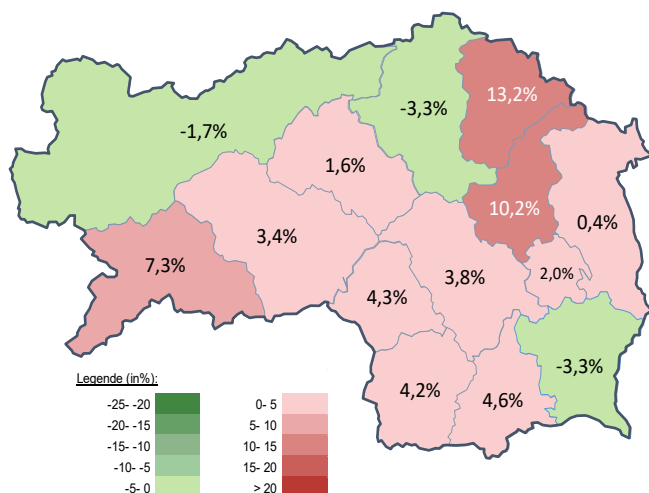 13,2%
-3,3%
-1,7%
1,6%
10,2%
0,4%
3,4%
7,3%
3,8%
2,0%
4,3%
-3,3%
4,2%
4,6%
Legende (in%):
-25- -20 0- 5
-20- -15 5- 10
-15- -10 10- 15
-10- -5 15- 20
-5- 0 > 20